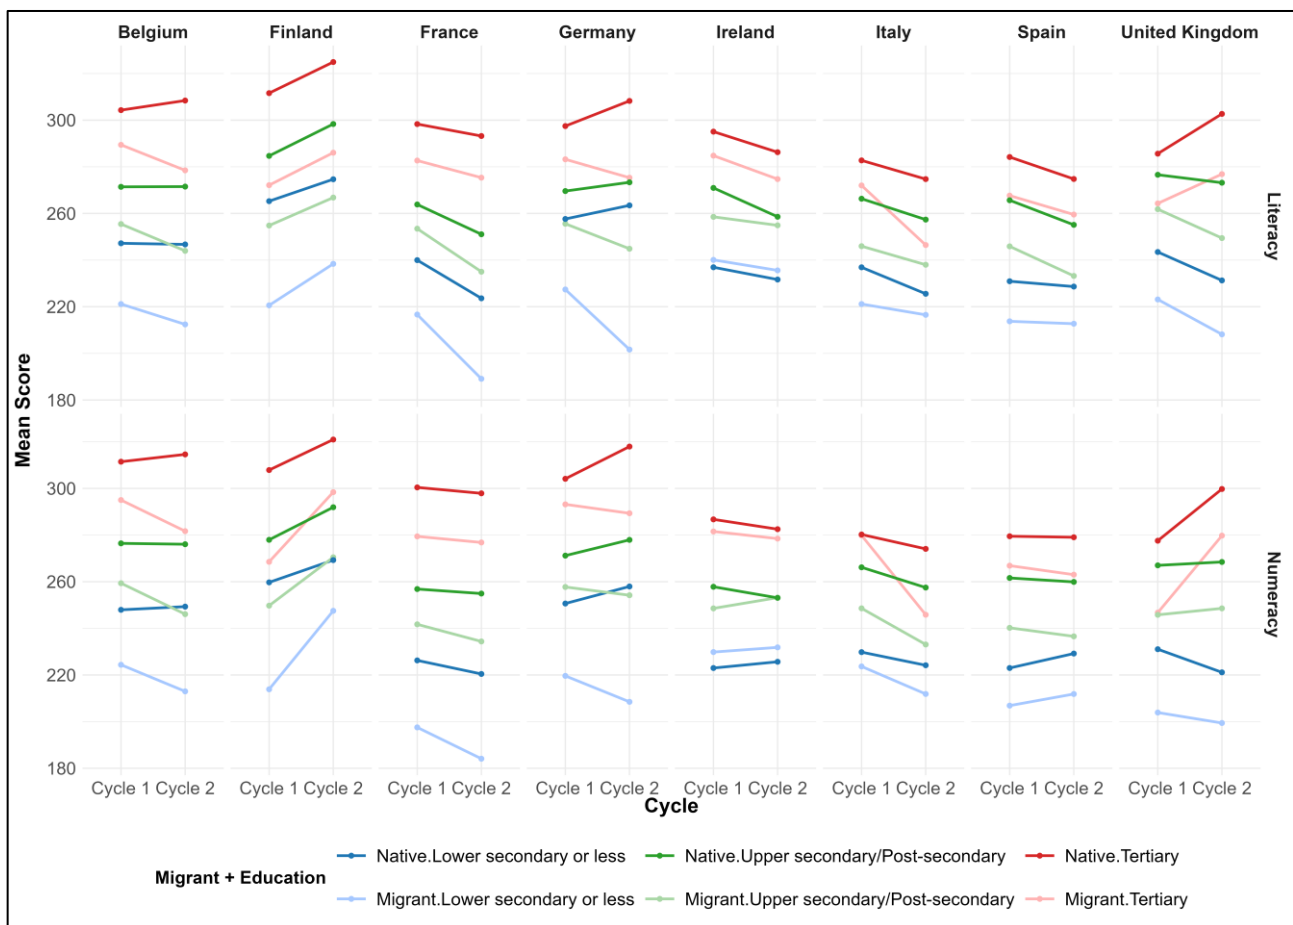 Belgium Finland France Germany Ireland Italy Spain United Kingdom
300
260
220
180
Literacy
Mean Score
300
260
220
180
Numeracy
Cycle 1 Cycle 2 Cycle 1 Cycle 2 Cycle 1 Cycle 2 Cycle 1 Cycle 2 Cycle 1 Cycle 2 Cycle 1 Cycle 2 Cycle 1 Cycle 2 Cycle 1 Cycle 2
Cycle
Migrant + Education
Native.Lower secondary or less Native.Upper secondary/Post-secondary Native.Tertiary
Migrant.Lower secondary or less Migrant.Upper secondary/Post-secondary Migrant.Tertiary